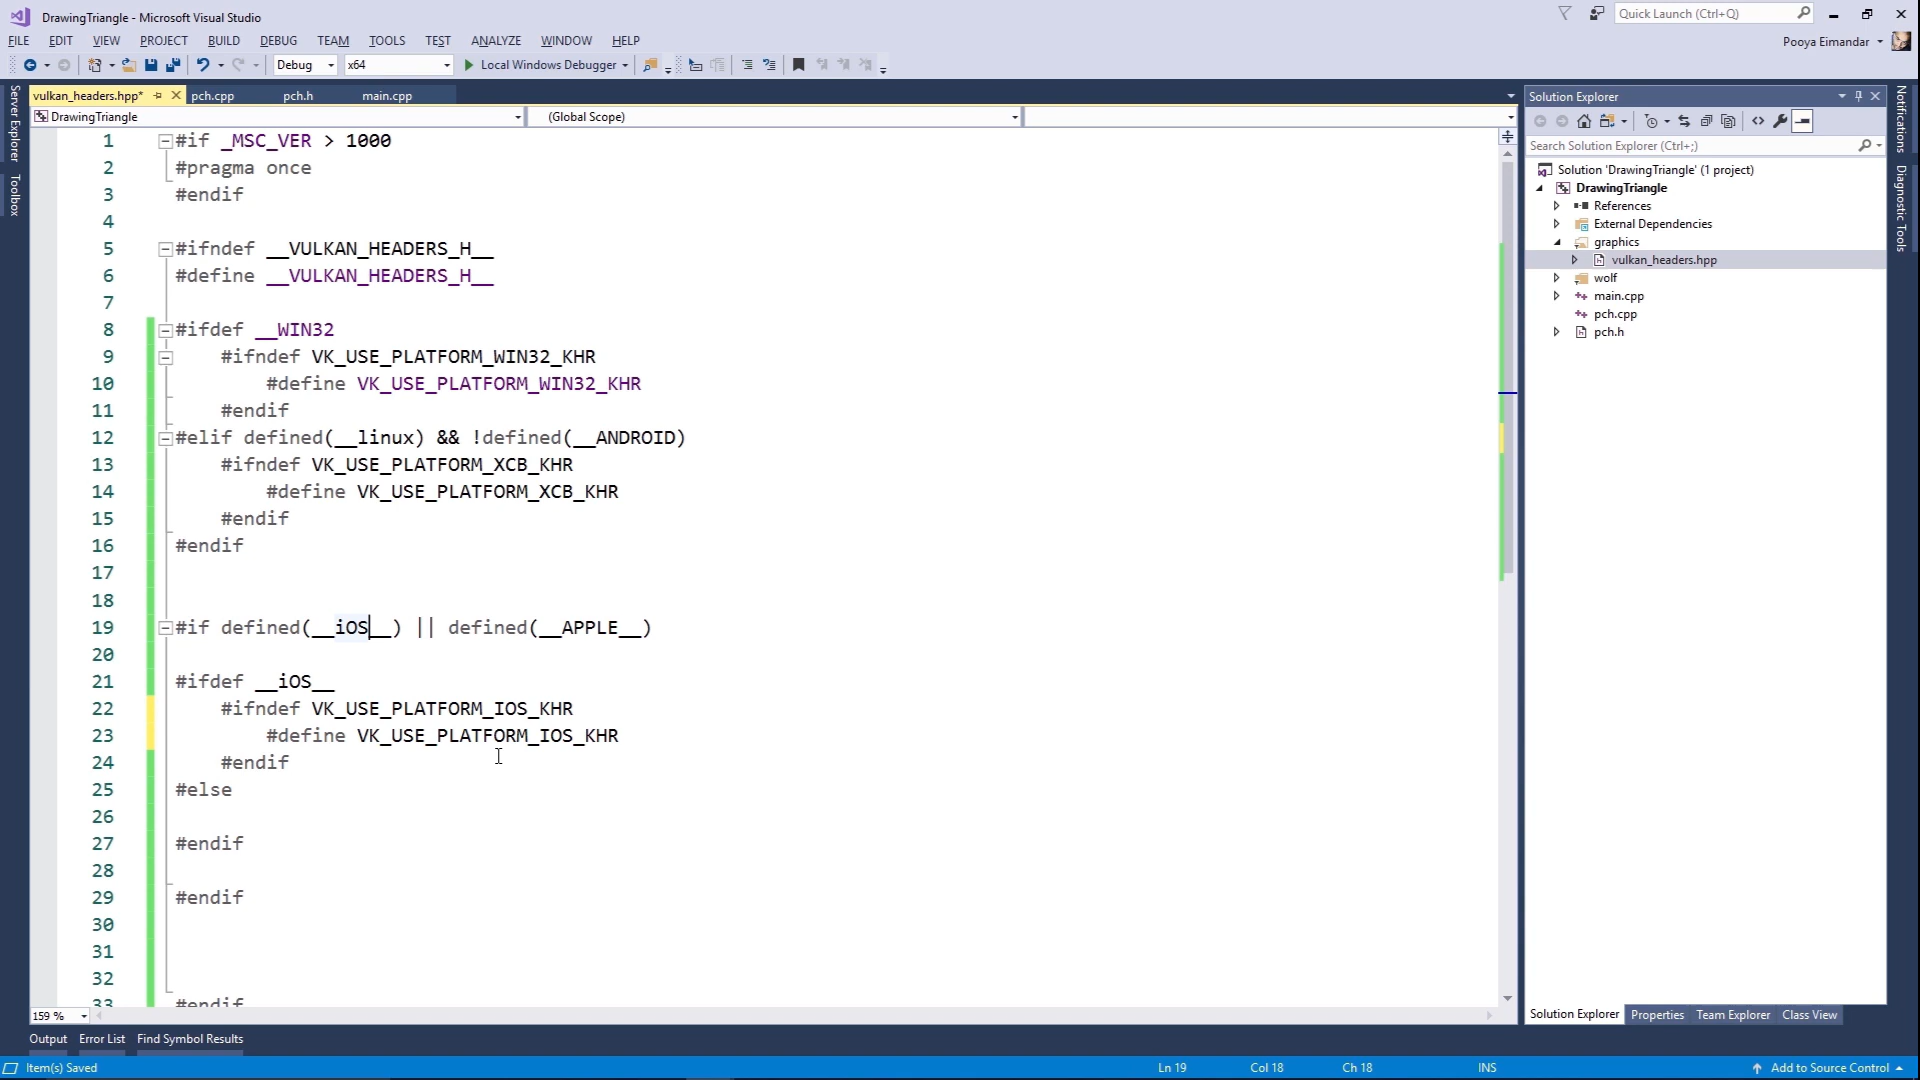 DrawingTriangle - Microsoft Visual Studio
Quick Launch (Ctrl+Q)
FILE EDIT VIEW PROJECT BUILD DEBUG TEAM TOOLS TEST ANALYZE WINDOW HELP
Pooya Eimandar
Debug x64 Local Windows Debugger
Server Explorer
Toolbox
vulkan_headers.hpp* pch.cpp pch.h main.cpp
DrawingTriangle (Global Scope)
1 #if _MSC_VER > 1000
2 #pragma once
3 #endif
4
5 #ifndef __VULKAN_HEADERS_H__
6 #define __VULKAN_HEADERS_H__
7
8 #ifdef __WIN32
9 #ifndef VK_USE_PLATFORM_WIN32_KHR
10 #define VK_USE_PLATFORM_WIN32_KHR
11 #endif
12 #elif defined(__linux) && !defined(__ANDROID)
13 #ifndef VK_USE_PLATFORM_XCB_KHR
14 #define VK_USE_PLATFORM_XCB_KHR
15 #endif
16 #endif
17
18
19 #if defined(__iOS__) || defined(__APPLE__)
20
21 #ifdef __iOS__
22 #ifndef VK_USE_PLATFORM_IOS_KHR
23 #define VK_USE_PLATFORM_IOS_KHR
24 #endif
25 #else
26
27 #endif
28
29 #endif
30
31
32
33 #endif
159 %
Solution Explorer
Search Solution Explorer (Ctrl+;)
Solution 'DrawingTriangle' (1 project)
DrawingTriangle
References
External Dependencies
graphics
vulkan_headers.hpp
wolf
main.cpp
pch.cpp
pch.h
Solution Explorer Properties Team Explorer Class View
Notifications
Diagnostic Tools
Output Error List Find Symbol Results
Item(s) Saved Ln 19 Col 18 Ch 18 INS Add to Source Control